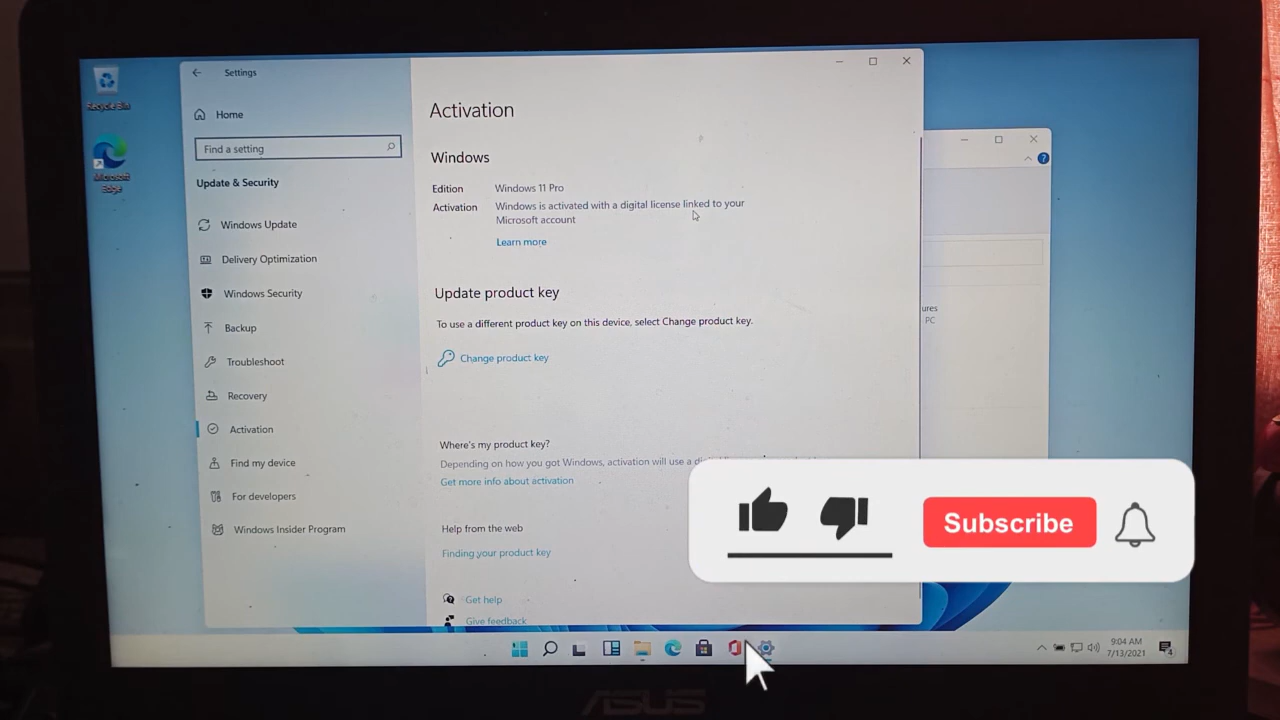 Recycle Bin
Microsoft
Edge
Settings
Home
Find a setting
Update & Security
Windows Update
Delivery Optimization
Windows Security
Backup
Troubleshoot
Recovery
Activation
Find my device
For developers
Windows Insider Program
Activation
Windows
Edition Windows 11 Pro
Activation Windows is activated with a digital license linked to your
Microsoft account
Learn more
Update product key
To use a different product key on this device, select Change product key.
Change product key
Where's my product key?
Depending on how you got Windows, activation will use a
Get more info about activation
Help from the web
Finding your product key
Get help
Give feedback
ures
PC
Subscribe
9:04 AM
7/13/2021
4
ASUS